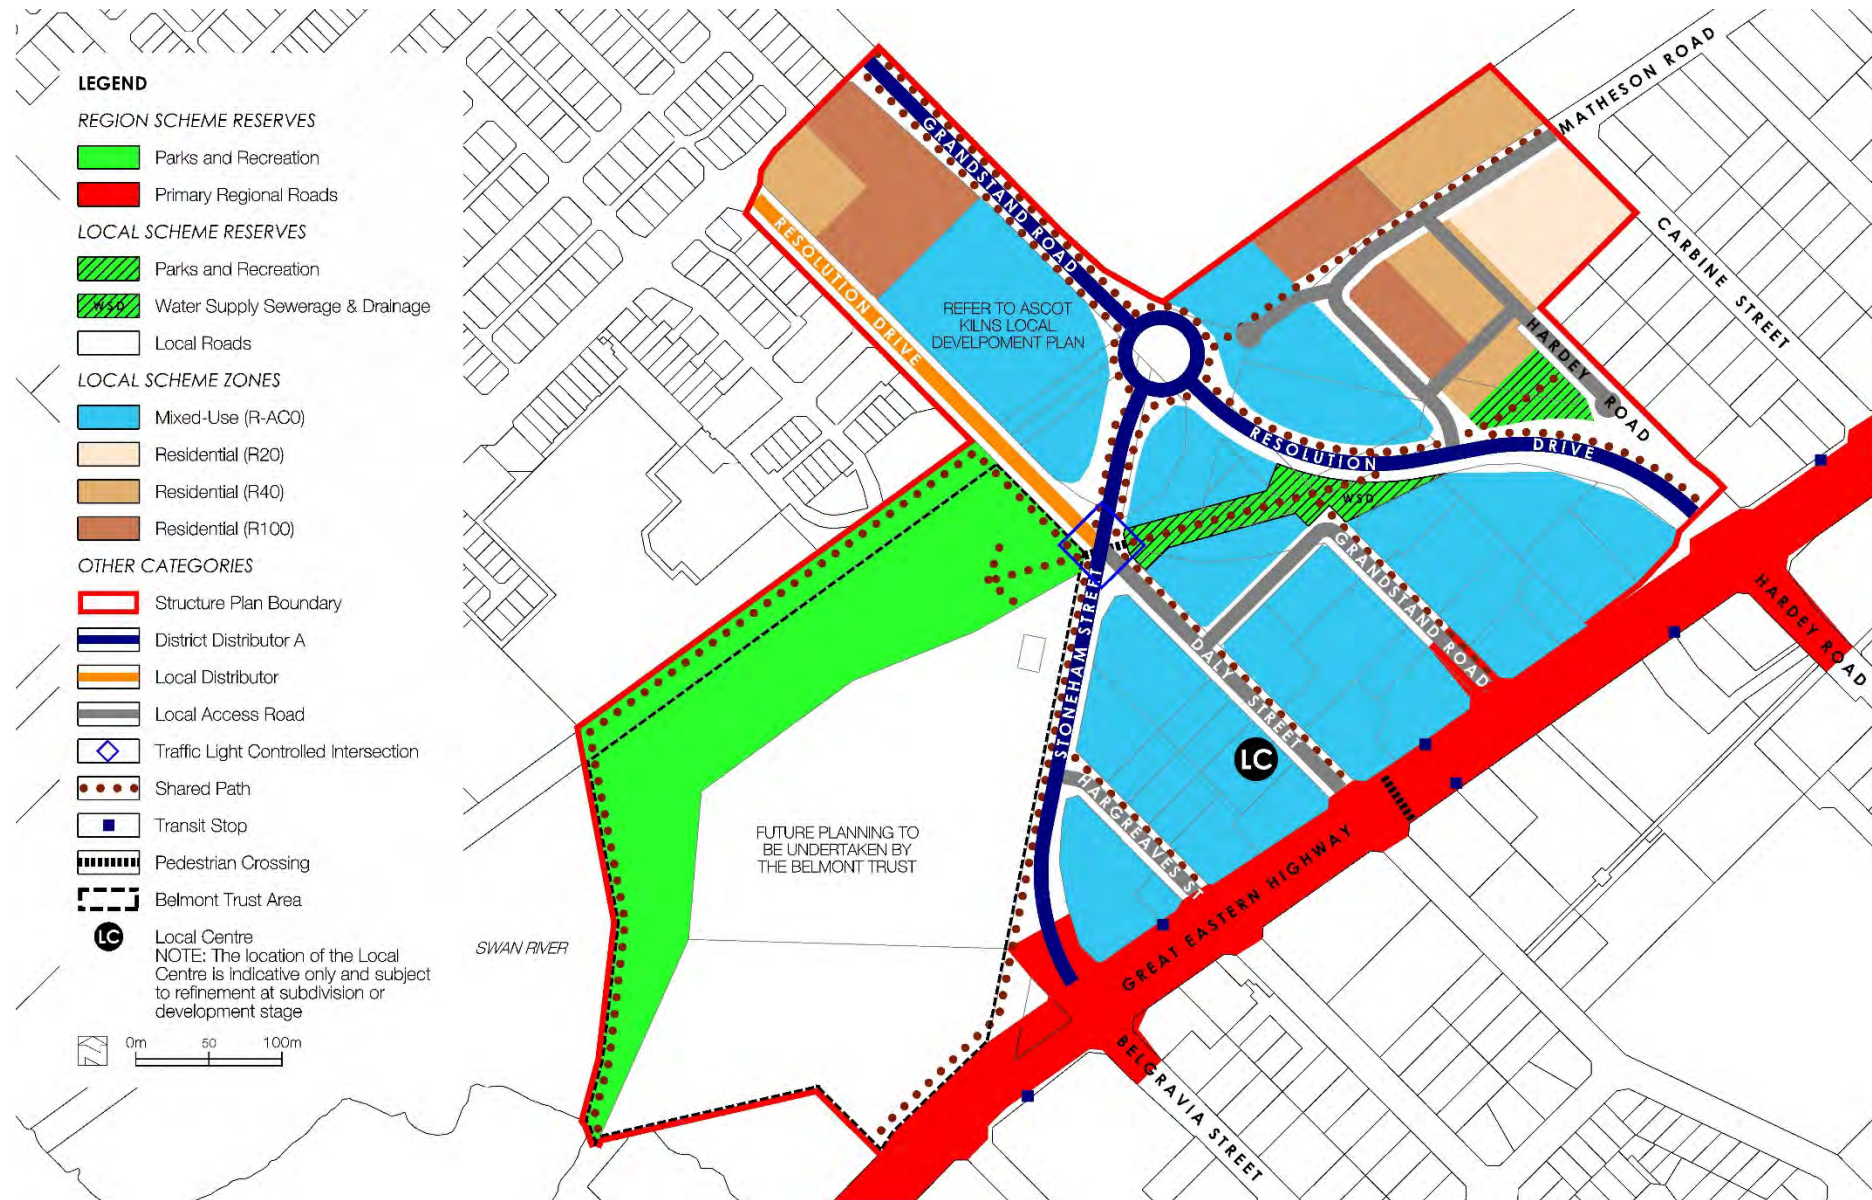 LEGEND
REGION SCHEME RESERVES
Parks and Recreation
Primary Regional Roads
LOCAL SCHEME RESERVES
Parks and Recreation
WSD
Water Supply Sewerage & Drainage
Local Roads
LOCAL SCHEME ZONES
Mixed-Use (R-AC0)
Residential (R20)
Residential (R40)
Residential (R100)
OTHER CATEGORIES
Structure Plan Boundary
District Distributor A
Local Distributor
Local Access Road
Traffic Light Controlled Intersection
Shared Path
Transit Stop
Pedestrian Crossing
Belmont Trust Area
LC
Local Centre
NOTE: The location of the Local
Centre is indicative only and subject
to refinement at subdivision or
development stage
0m 50 100m
GRANDSTAND ROAD
RESOLUTION DRIVE
REFER TO ASCOT
KILNS LOCAL
DEVELPOMENT PLAN
MATHESON ROAD
CARBINE STREET
HARDEY ROAD
RESOLUTION DRIVE
WSD
GRANDSTAND ROAD
STONEHAM STREET
DALY STREET
LC
HARGREAVES ST
HARDEY ROAD
GREAT EASTERN HIGHWAY
BELGRAVIA STREET
FUTURE PLANNING TO
BE UNDERTAKEN BY
THE BELMONT TRUST
SWAN RIVER